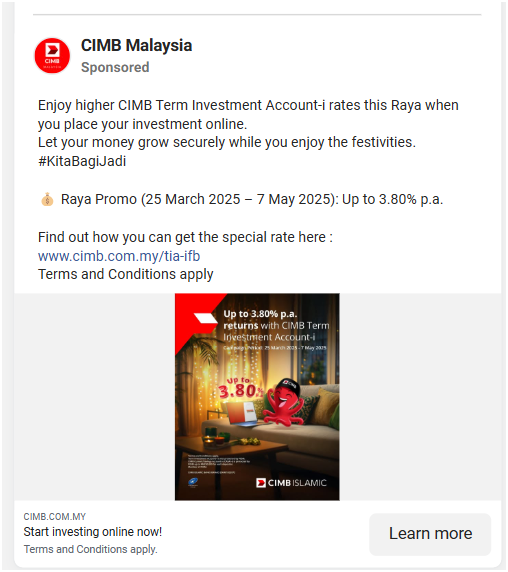 CIMB Malaysia
Sponsored
Enjoy higher CIMB Term Investment Account-i rates this Raya when
you place your investment online.
Let your money grow securely while you enjoy the festivities.
#KitaBagiJadi
💰 Raya Promo (25 March 2025 – 7 May 2025): Up to 3.80% p.a.
Find out how you can get the special rate here :
www.cimb.com.my/tia-ifb
Terms and Conditions apply
CIMB
Up to 3.80% p.a.
returns with CIMB Term
Investment Account-i
Campaign Period: 25 March 2025 - 7 May 2025
Up to
3.80%
CIMB
CIMB ISLAMIC
CIMB.COM.MY
Start investing online now!
Terms and Conditions apply.
Learn more